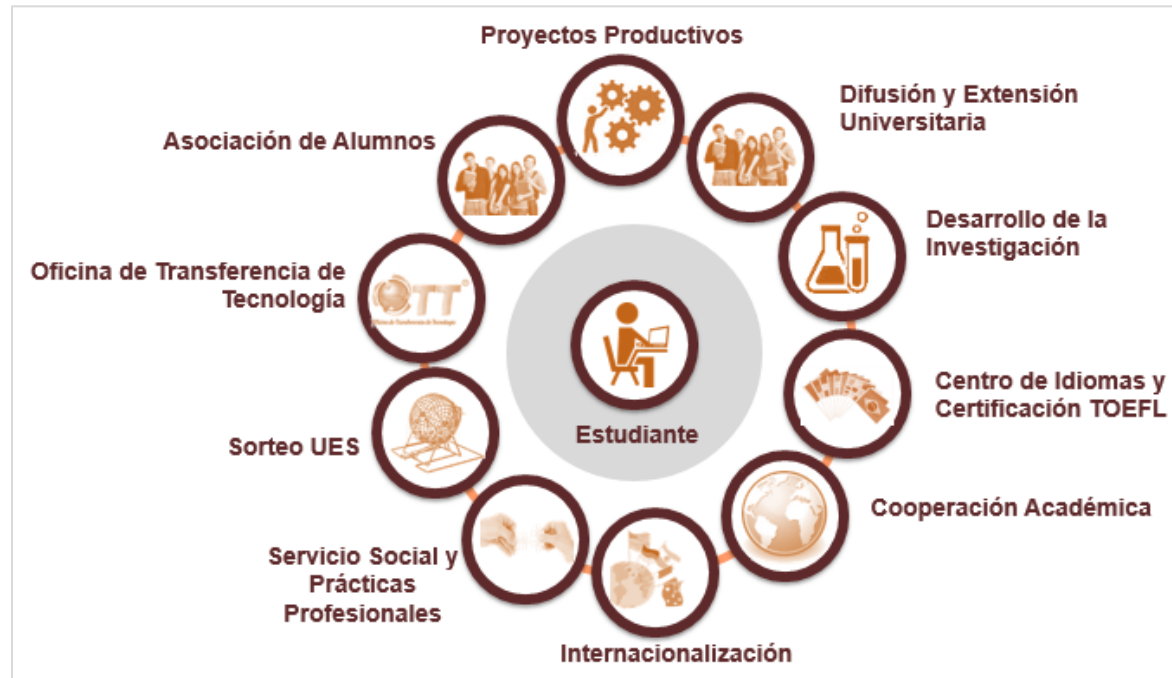 Proyectos Productivos
Difusión y Extensión
Universitaria
Asociación de Alumnos
Desarrollo de la
Investigación
Oficina de Transferencia de
Tecnología
OTT
Centro de Idiomas y
Certificación TOEFL
Estudiante
Sorteo UES
Cooperación Académica
Servicio Social y
Prácticas
Profesionales
Internacionalización